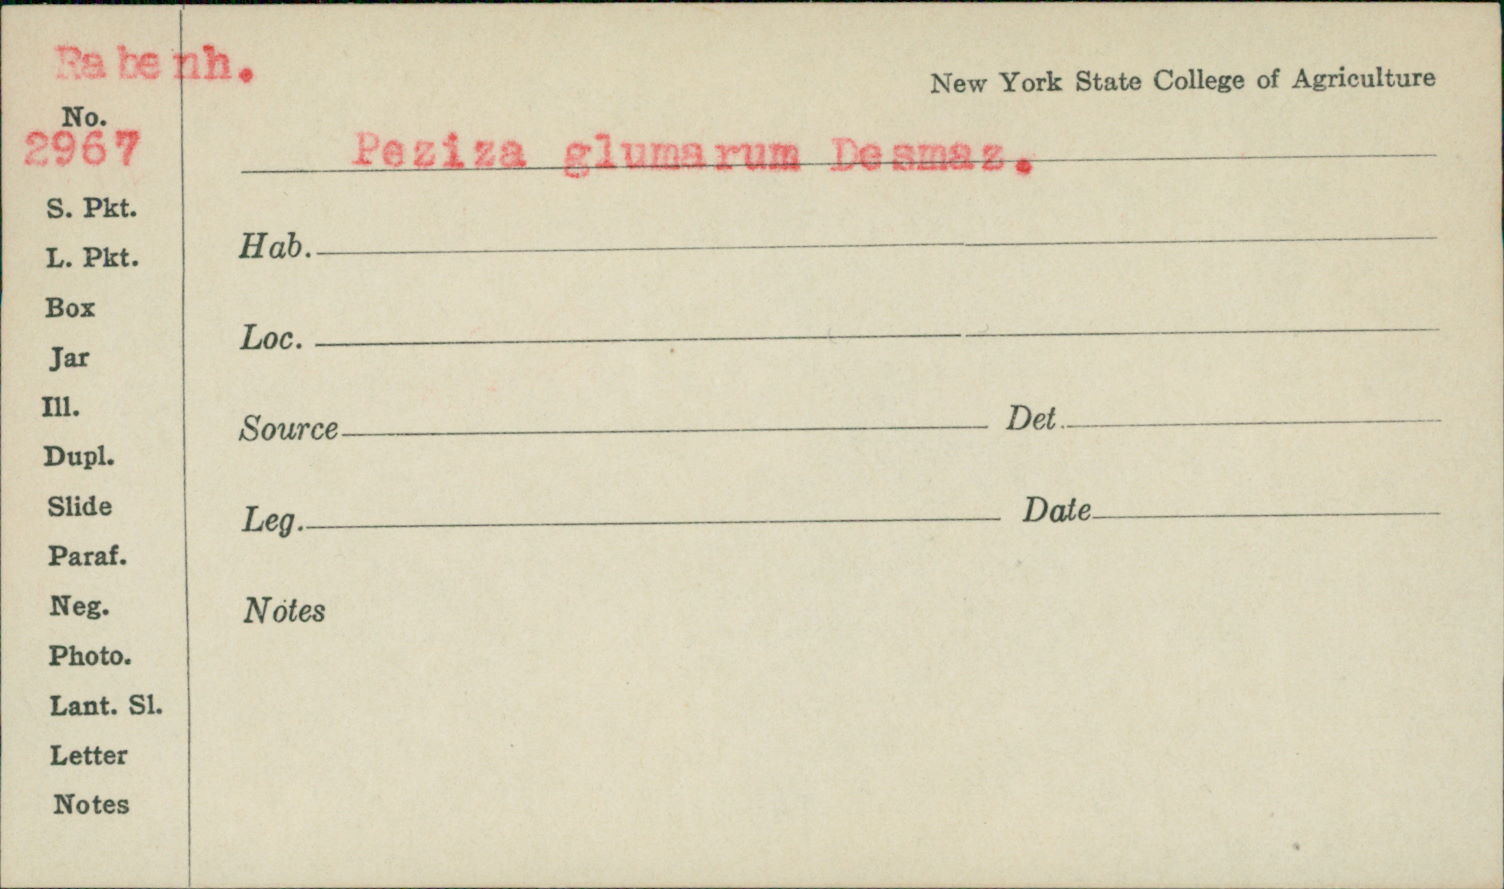 Rabenh.
New York State College of Agriculture
No.
2967
Peziza glumarum Desmaz.
S. Pkt.
Hab.
L. Pkt.
Box
Loc.
Jar
Ill.
Source Det.
Dupl.
Slide
Leg. Date
Paraf.
Neg.
Notes
Photo.
Lant. Sl.
Letter
Notes